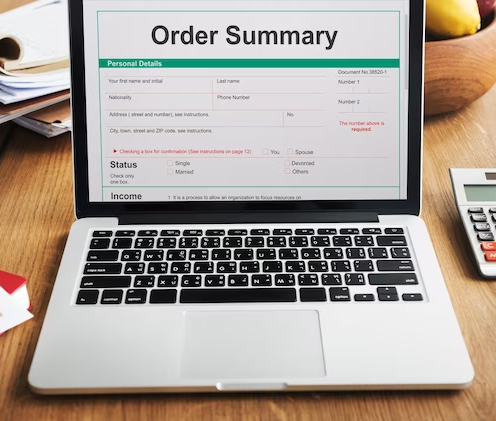 Order Summary
Personal Details
Document No.38520-1
Your first name and initial
Last name
Number 1
Nationality
Phone Number
Number 2
Address ( street and number), see instructions.
No.
City, town, street and ZIP code. see instructions.
The number above is
required.
Checking a box for confirmation (See instructions on page 12)
You
Spouse
Status
Single
Devorced
Check only
one box.
Married
Others
Income
1. It is a process to allow an organization to focus resources on